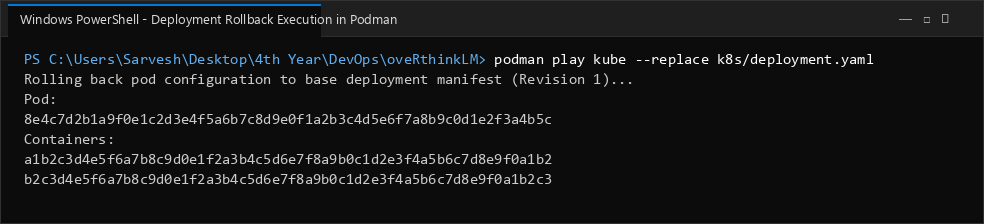 Windows PowerShell - Deployment Rollback Execution in Podman
PS C:\Users\Sarvesh\Desktop\4th Year\DevOps\oveRthinkLM> podman play kube --replace k8s/deployment.yaml
Rolling back pod configuration to base deployment manifest (Revision 1)...
Pod:
8e4c7d2b1a9f0e1c2d3e4f5a6b7c8d9e0f1a2b3c4d5e6f7a8b9c0d1e2f3a4b5c
Containers:
a1b2c3d4e5f6a7b8c9d0e1f2a3b4c5d6e7f8a9b0c1d2e3f4a5b6c7d8e9f0a1b2
b2c3d4e5f6a7b8c9d0e1f2a3b4c5d6e7f8a9b0c1d2e3f4a5b6c7d8e9f0a1b2c3